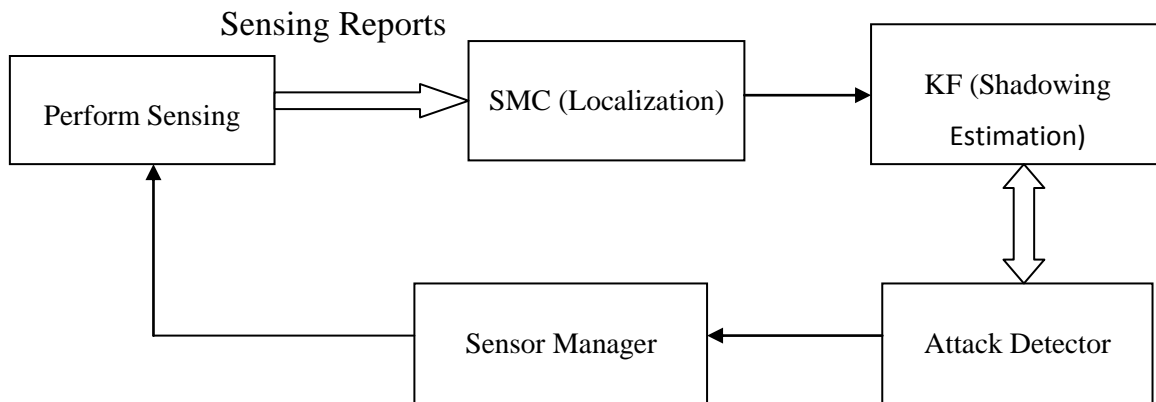 Sensing Reports
Perform Sensing
SMC (Localization)
KF (Shadowing
Estimation)
Sensor Manager
Attack Detector